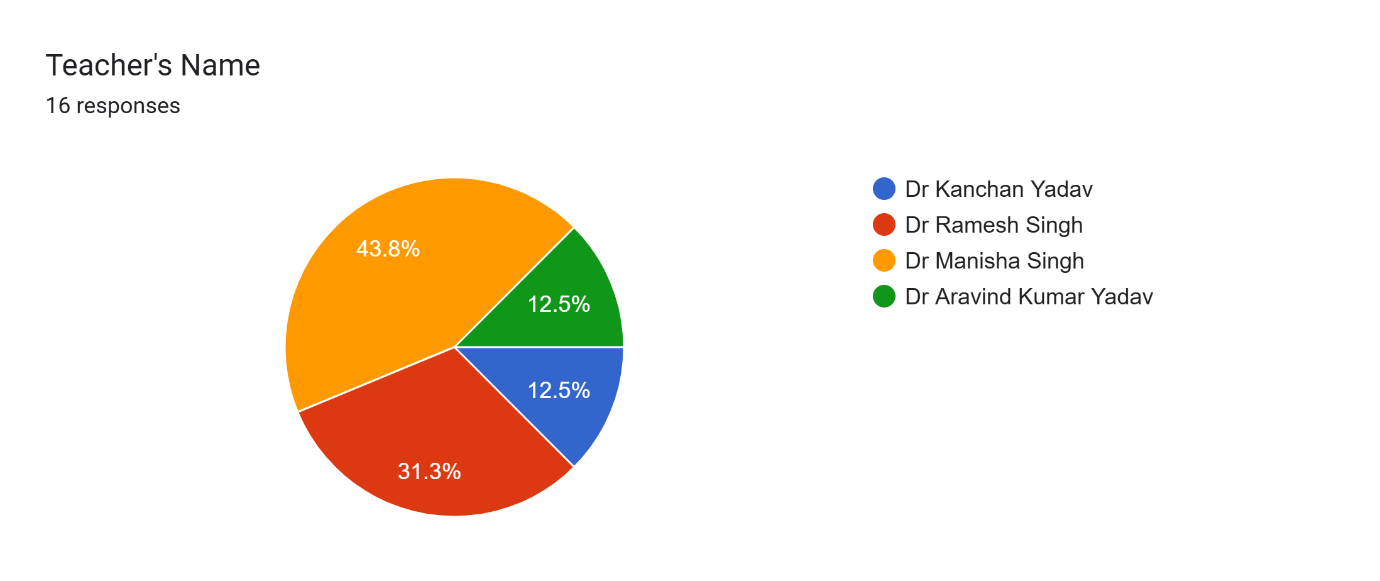 Teacher's Name
16 responses
43.8%
12.5%
12.5%
31.3%
Dr Kanchan Yadav
Dr Ramesh Singh
Dr Manisha Singh
Dr Aravind Kumar Yadav